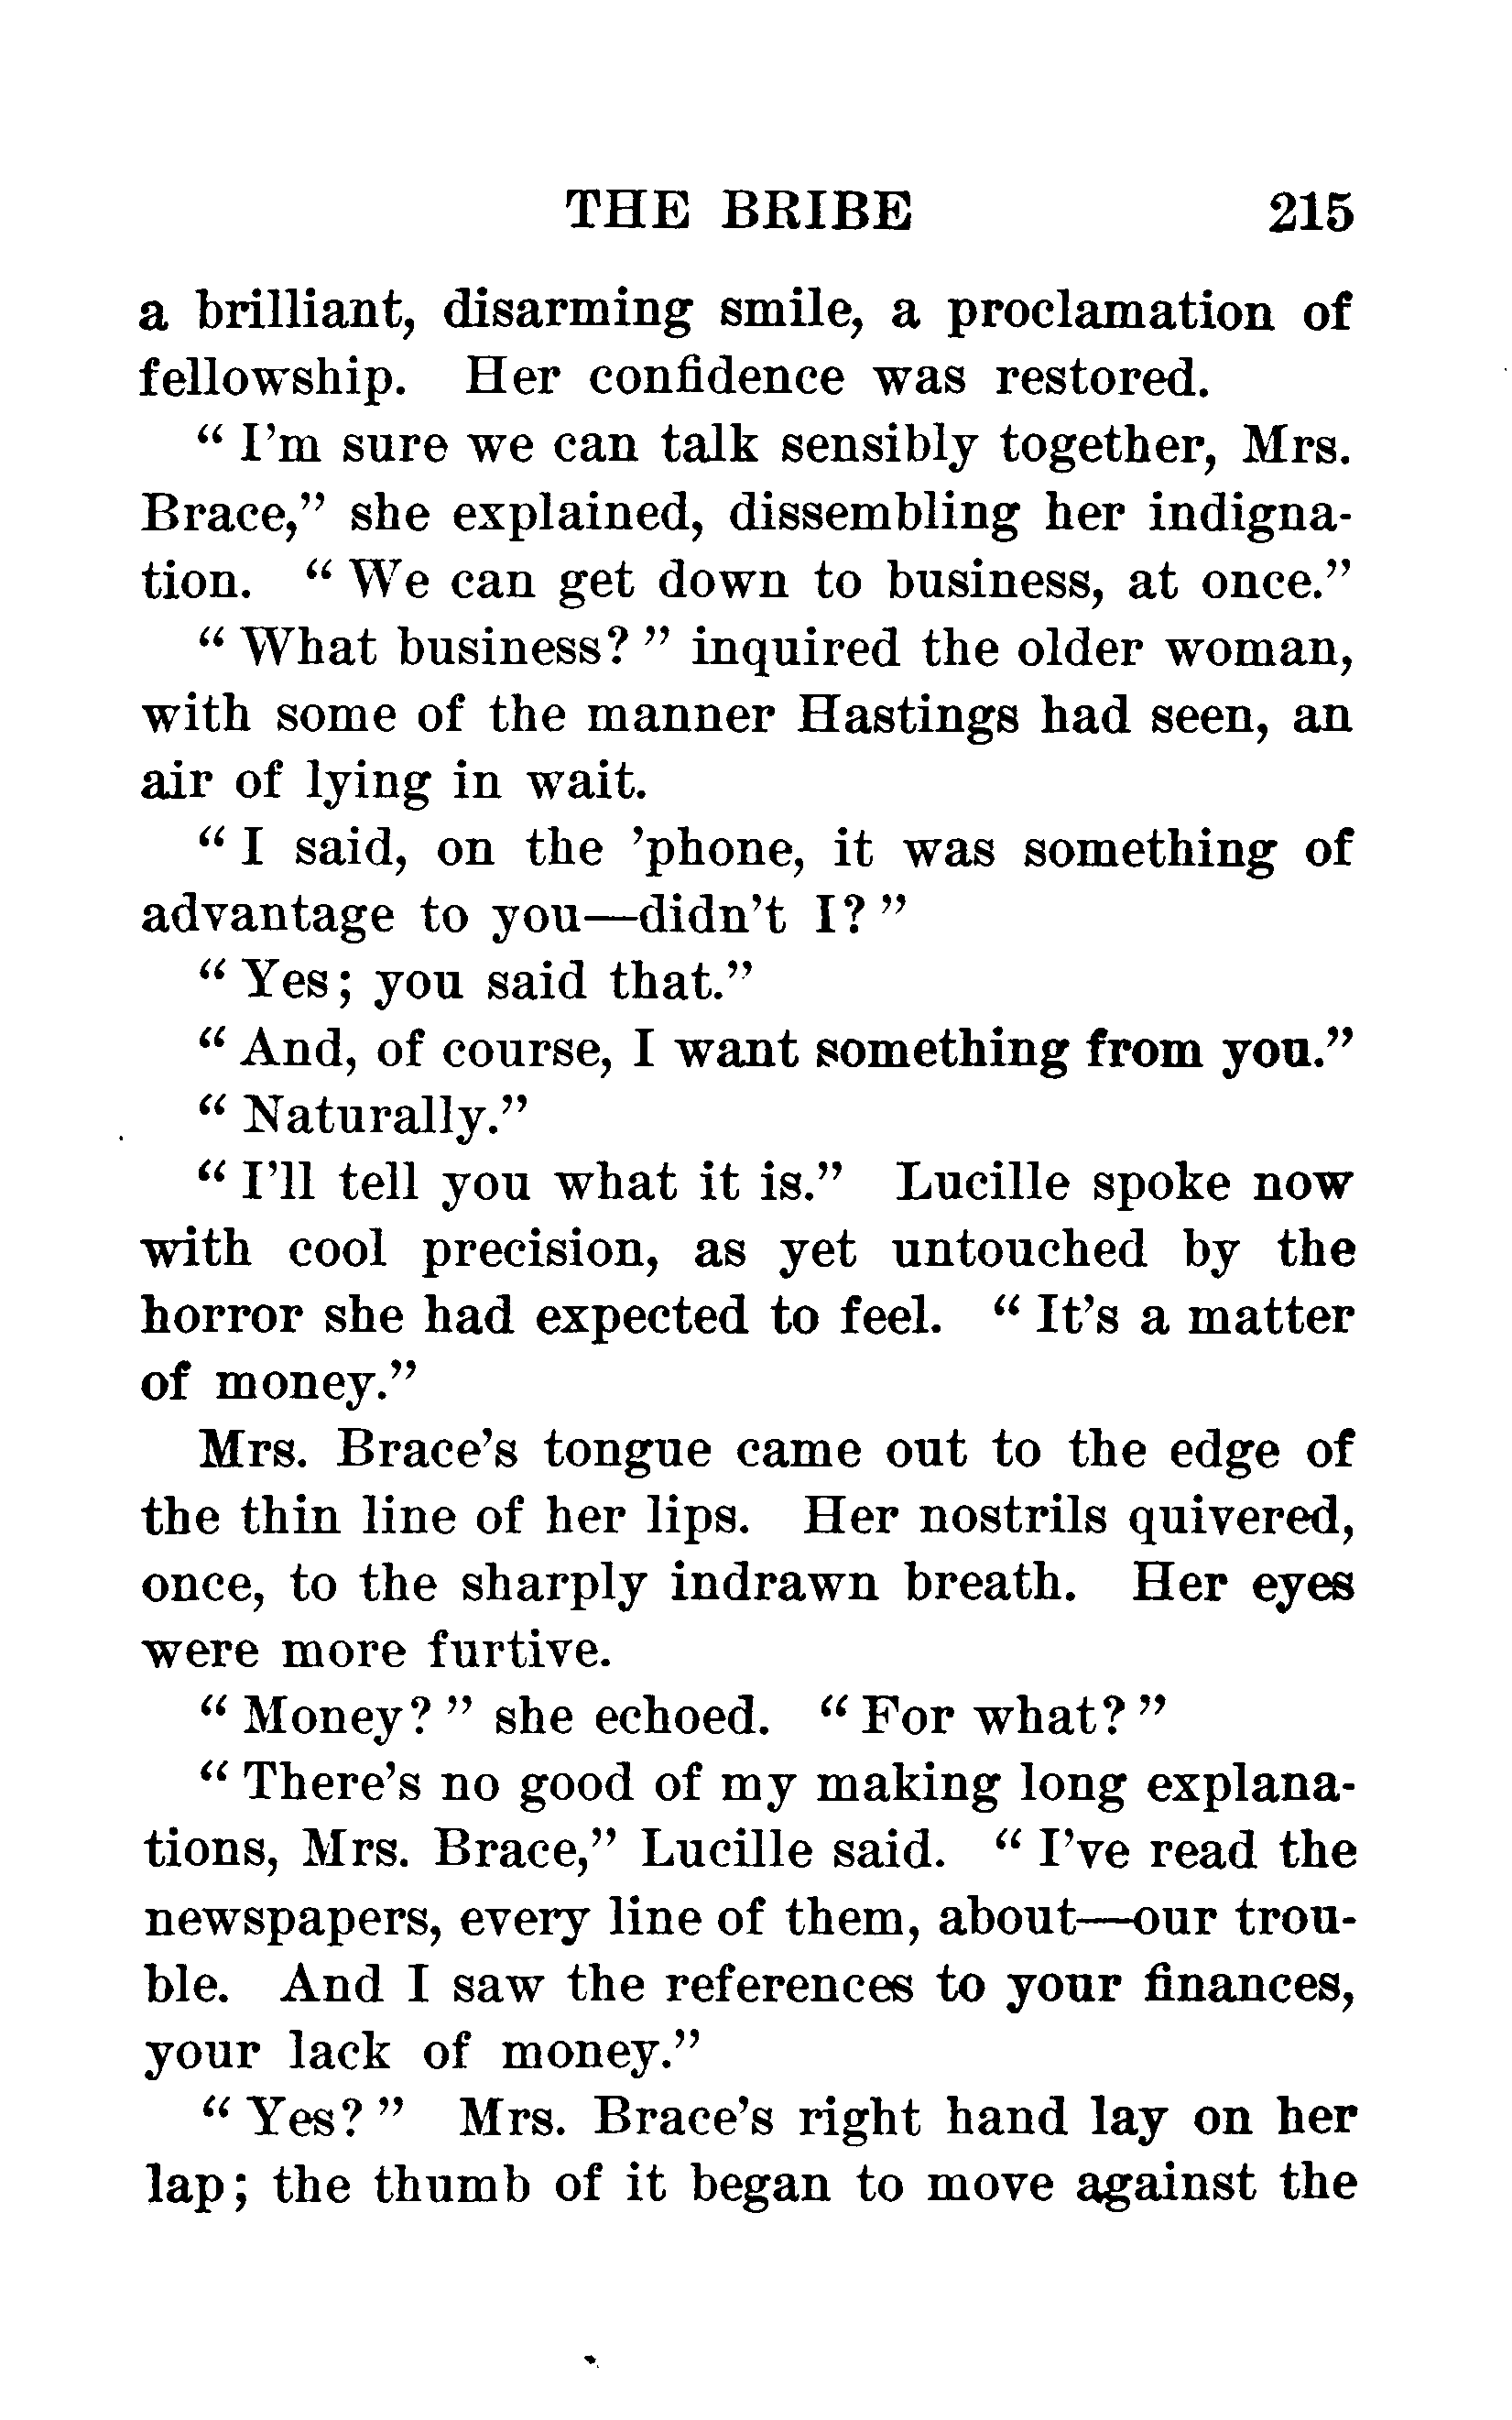 THE BRIBE 215
a brilliant, disarming smile, a proclamation of
fellowship. Her confidence was restored.
“ I’m sure we can talk sensibly together, Mrs.
Brace,” she explained, dissembling her indigna-
tion. “ We can get down to business, at once.”
“ What business? ” inquired the older woman,
with some of the manner Hastings had seen, an
air of lying in wait.
“ I said, on the ’phone, it was something of
advantage to you—didn’t I? ”
“ Yes; you said that.”
“ And, of course, I want something from you.”
“ Naturally.”
“ I’ll tell you what it is.” Lucille spoke now
with cool precision, as yet untouched by the
horror she had expected to feel. “ It’s a matter
of money.”
Mrs. Brace’s tongue came out to the edge of
the thin line of her lips. Her nostrils quivered,
once, to the sharply indrawn breath. Her eyes
were more furtive.
“ Money? ” she echoed. “ For what? ”
“ There’s no good of my making long explana-
tions, Mrs. Brace,” Lucille said. “ I’ve read the
newspapers, every line of them, about—our trou-
ble. And I saw the references to your finances,
your lack of money.”
“ Yes? ” Mrs. Brace’s right hand lay on her
lap; the thumb of it began to move against the